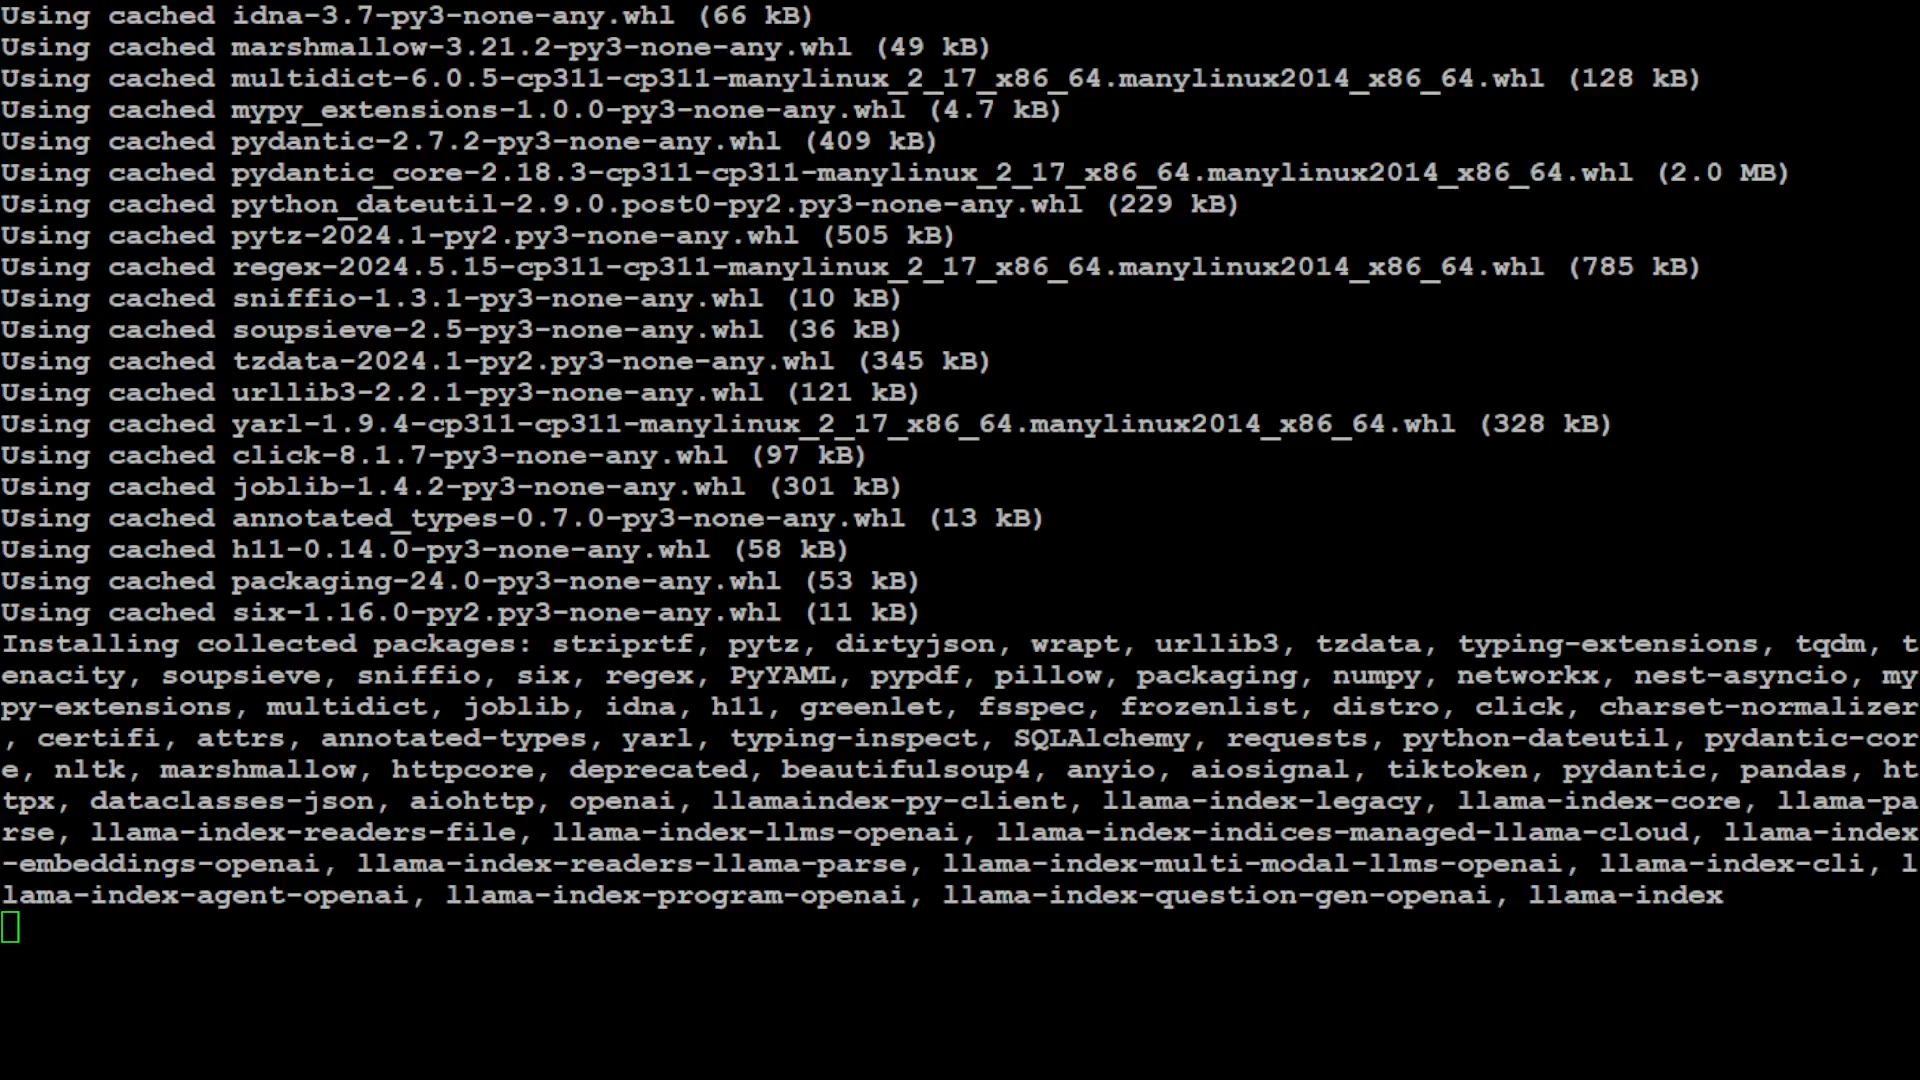 Using cached idna-3.7-py3-none-any.whl (66 kB)
Using cached marshmallow-3.21.2-py3-none-any.whl (49 kB)
Using cached multidict-6.0.5-cp311-cp311-manylinux_2_17_x86_64.manylinux2014_x86_64.whl (128 kB)
Using cached mypy_extensions-1.0.0-py3-none-any.whl (4.7 kB)
Using cached pydantic-2.7.2-py3-none-any.whl (409 kB)
Using cached pydantic_core-2.18.3-cp311-cp311-manylinux_2_17_x86_64.manylinux2014_x86_64.whl (2.0 MB)
Using cached python_dateutil-2.9.0.post0-py2.py3-none-any.whl (229 kB)
Using cached pytz-2024.1-py2.py3-none-any.whl (505 kB)
Using cached regex-2024.5.15-cp311-cp311-manylinux_2_17_x86_64.manylinux2014_x86_64.whl (785 kB)
Using cached sniffio-1.3.1-py3-none-any.whl (10 kB)
Using cached soupsieve-2.5-py3-none-any.whl (36 kB)
Using cached tzdata-2024.1-py2.py3-none-any.whl (345 kB)
Using cached urllib3-2.2.1-py3-none-any.whl (121 kB)
Using cached yarl-1.9.4-cp311-cp311-manylinux_2_17_x86_64.manylinux2014_x86_64.whl (328 kB)
Using cached click-8.1.7-py3-none-any.whl (97 kB)
Using cached joblib-1.4.2-py3-none-any.whl (301 kB)
Using cached annotated_types-0.7.0-py3-none-any.whl (13 kB)
Using cached h11-0.14.0-py3-none-any.whl (58 kB)
Using cached packaging-24.0-py3-none-any.whl (53 kB)
Using cached six-1.16.0-py2.py3-none-any.whl (11 kB)
Installing collected packages: striprtf, pytz, dirtyjson, wrapt, urllib3, tzdata, typing-extensions, tqdm, t
enacity, soupsieve, sniffio, six, regex, PyYAML, pypdf, pillow, packaging, numpy, networkx, nest-asyncio, my
py-extensions, multidict, joblib, idna, h11, greenlet, fsspec, frozenlist, distro, click, charset-normalizer
, certifi, attrs, annotated-types, yarl, typing-inspect, SQLAlchemy, requests, python-dateutil, pydantic-cor
e, nltk, marshmallow, httpcore, deprecated, beautifulsoup4, anyio, aiosignal, tiktoken, pydantic, pandas, ht
tpx, dataclasses-json, aiohttp, openai, llamaindex-py-client, llama-index-legacy, llama-index-core, llama-pa
rse, llama-index-readers-file, llama-index-llms-openai, llama-index-indices-managed-llama-cloud, llama-index
-embeddings-openai, llama-index-readers-llama-parse, llama-index-multi-modal-llms-openai, llama-index-cli, l
lama-index-agent-openai, llama-index-program-openai, llama-index-question-gen-openai, llama-index